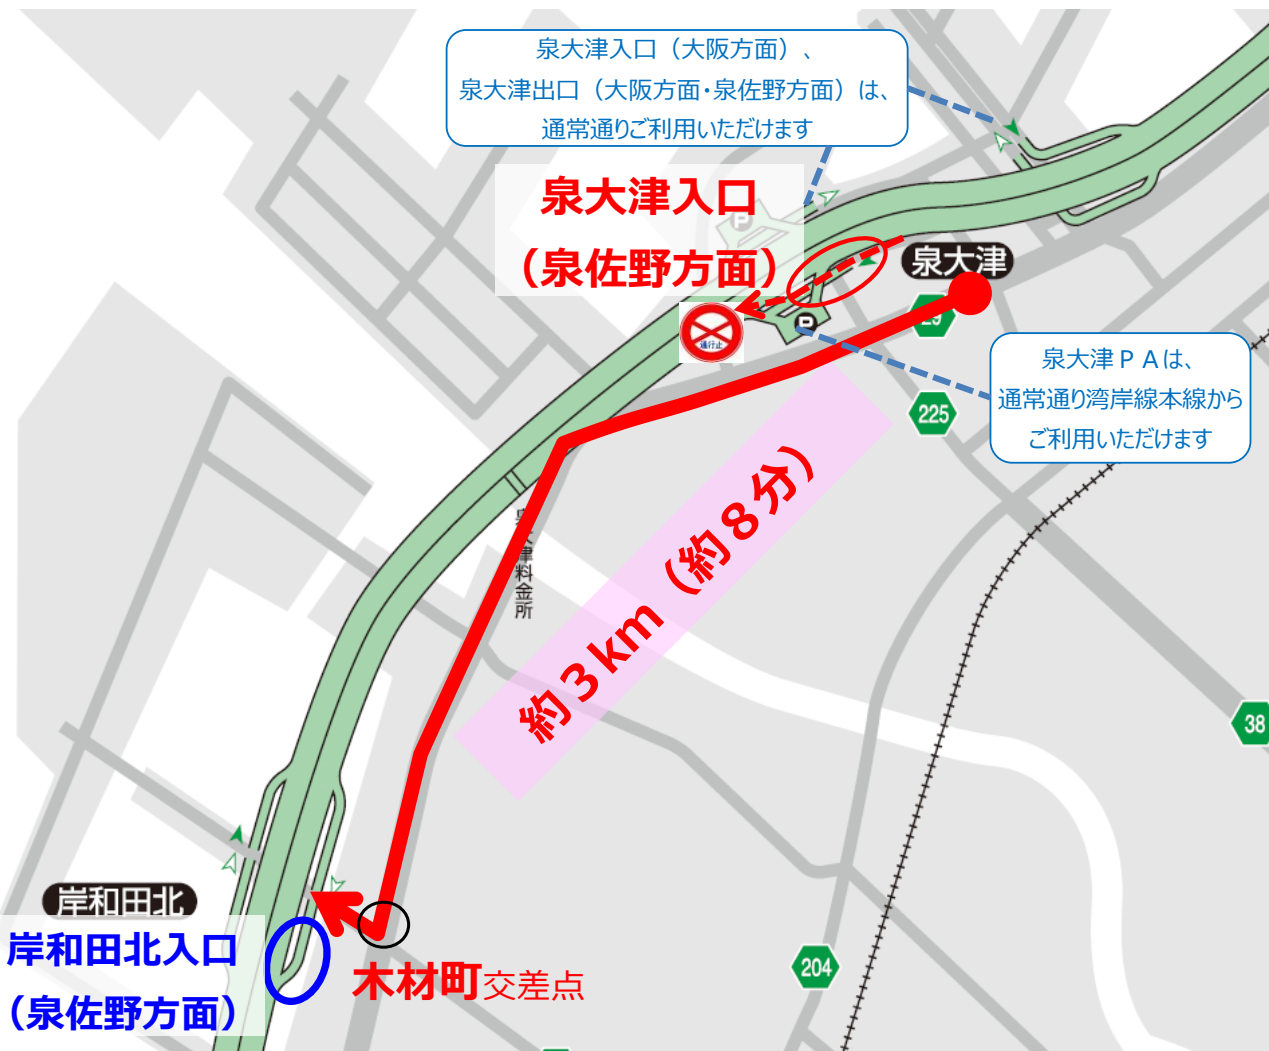 泉大津入口（大阪方面）、
泉大津出口（大阪方面・泉佐野方面）は、
通常通りご利用いただけます
泉大津入口
（泉佐野方面）
P
泉大津
通行止
P
29
泉大津ＰＡは、
通常通り湾岸線本線から
ご利用いただけます
225
約３km（約８分）
泉大津料金所
38
岸和田北
岸和田北入口
（泉佐野方面）
木材町交差点
204